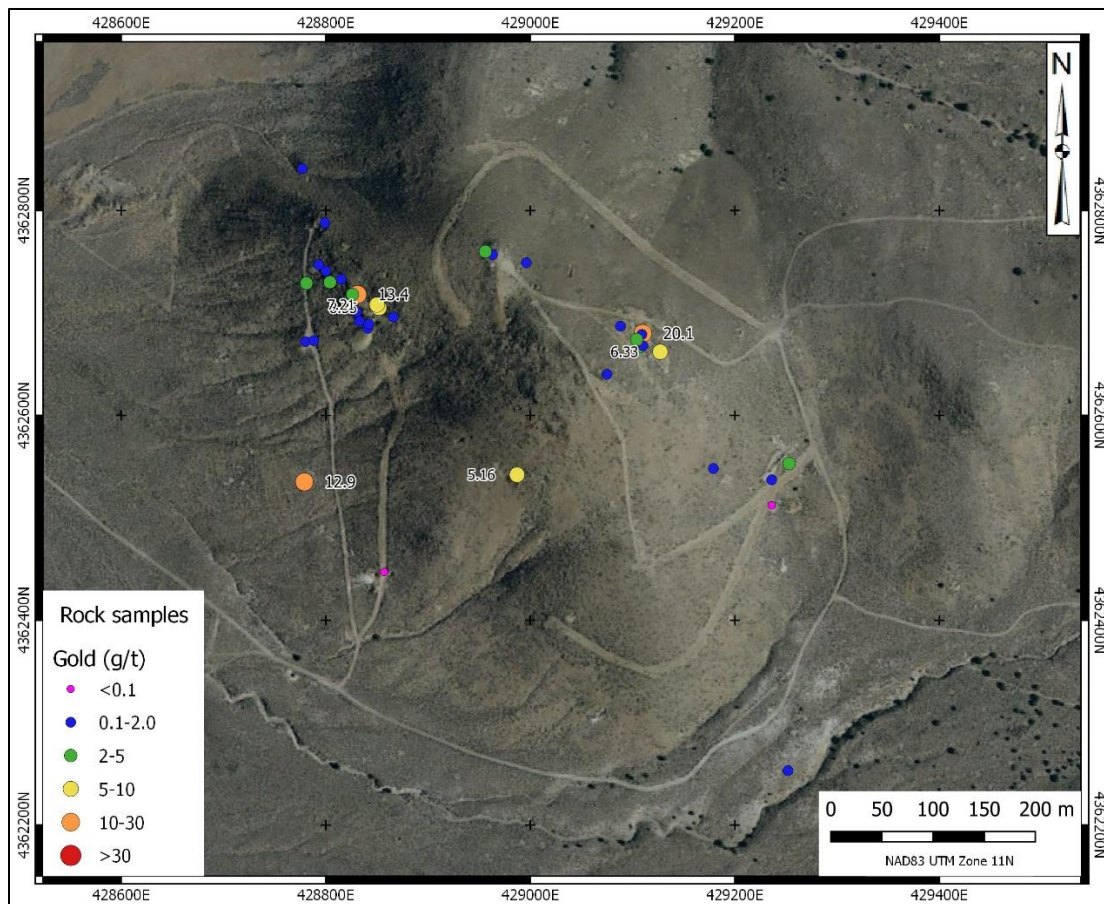 428600E
428800E
429000E
429200E
429400E
N
4362800N
4362800N
13.4
7.21
20.1
6.33
4362600N
4362600N
12.9
5.16
4362400N
4362400N
Rock samples
Gold (g/t)
<0.1
0.1-2.0
2-5
5-10
10-30
>30
0 50 100 150 200 m
NAD83 UTM Zone 11N
4362200N
4362200N
428600E
428800E
429000E
429200E
429400E